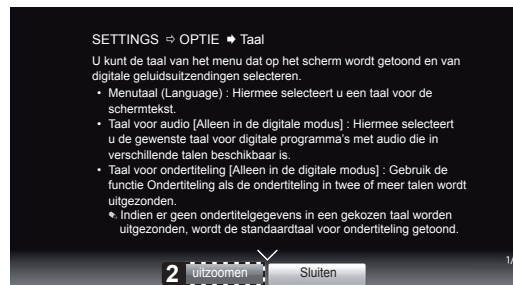 SETTINGS ⇨ OPTIE ➡ Taal
U kunt de taal van het menu dat op het scherm wordt getoond en van
digitale geluidsuitzendingen selecteren.
• Menutaal (Language) : Hiermee selecteert u een taal voor de
schermtekst.
• Taal voor audio [Alleen in de digitale modus] : Hiermee selecteert
u de gewenste taal voor digitale programma's met audio die in
verschillende talen beschikbaar is.
• Taal voor ondertiteling [Alleen in de digitale modus] : Gebruik de
functie Ondertiteling als de ondertiteling in twee of meer talen wordt
uitgezonden.
✎ Indien er geen ondertitelgegevens in een gekozen taal worden
uitgezonden, wordt de standaardtaal voor ondertiteling getoond.
1/
2 uitzoomen Sluiten